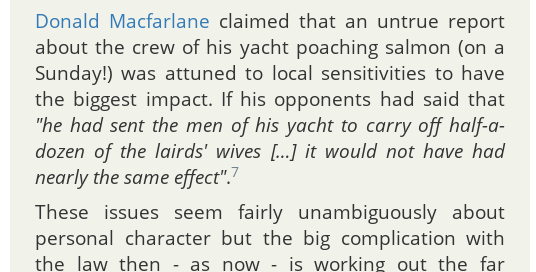 Donald Macfarlane claimed that an untrue report
about the crew of his yacht poaching salmon (on a
Sunday!) was attuned to local sensitivities to have
the biggest impact. If his opponents had said that
"he had sent the men of his yacht to carry off half-a-
dozen of the lairds' wives [...] it would not have had
nearly the same effect".7
These issues seem fairly unambiguously about
personal character but the big complication with
the law then - as now - is working out the far